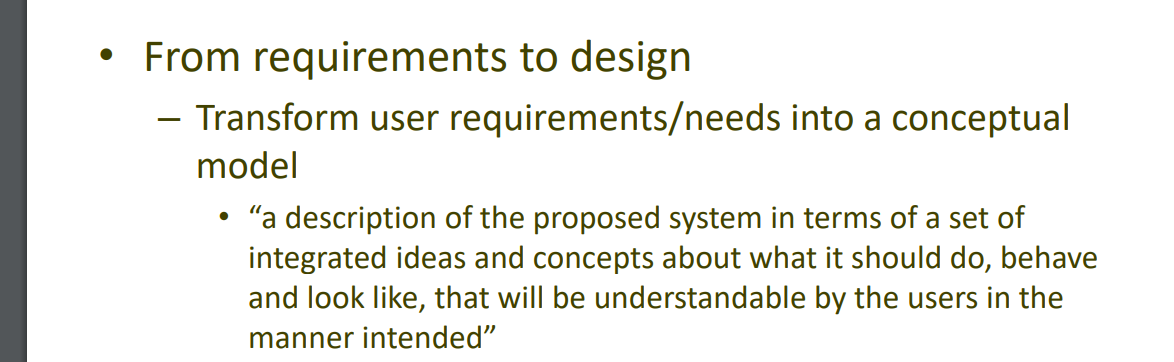 • From requirements to design
– Transform user requirements/needs into a conceptual
model
• “a description of the proposed system in terms of a set of
integrated ideas and concepts about what it should do, behave
and look like, that will be understandable by the users in the
manner intended”